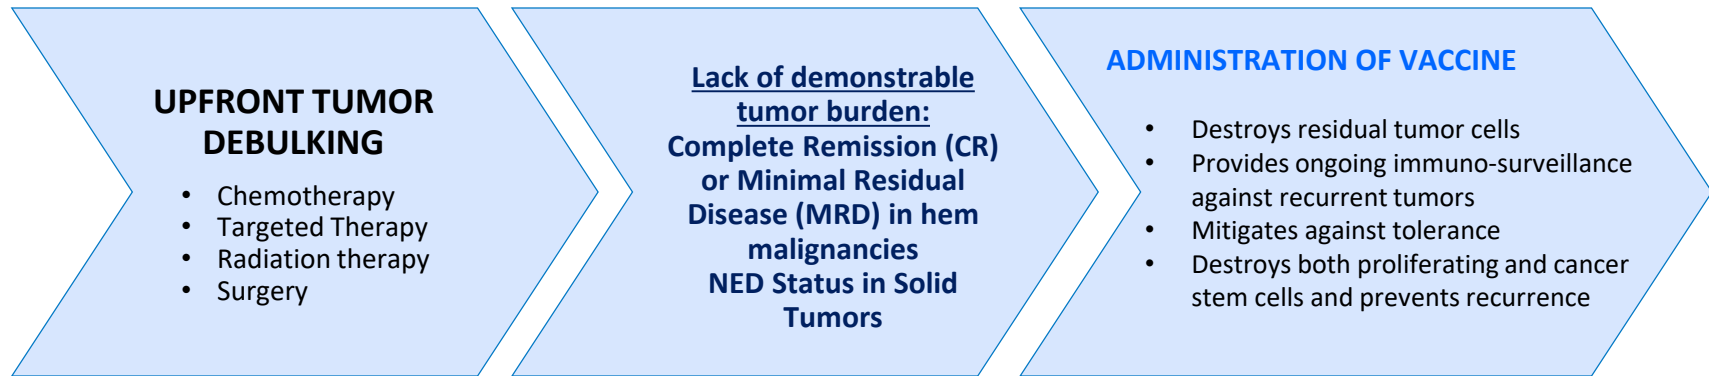 UPFRONT TUMOR
DEBULKING
• Chemotherapy
• Targeted Therapy
• Radiation therapy
• Surgery
Lack of demonstrable
tumor burden:
Complete Remission (CR)
or Minimal Residual
Disease (MRD) in hem
malignancies
NED Status in Solid
Tumors
ADMINISTRATION OF VACCINE
• Destroys residual tumor cells
• Provides ongoing immuno-surveillance
against recurrent tumors
• Mitigates against tolerance
• Destroys both proliferating and cancer
stem cells and prevents recurrence